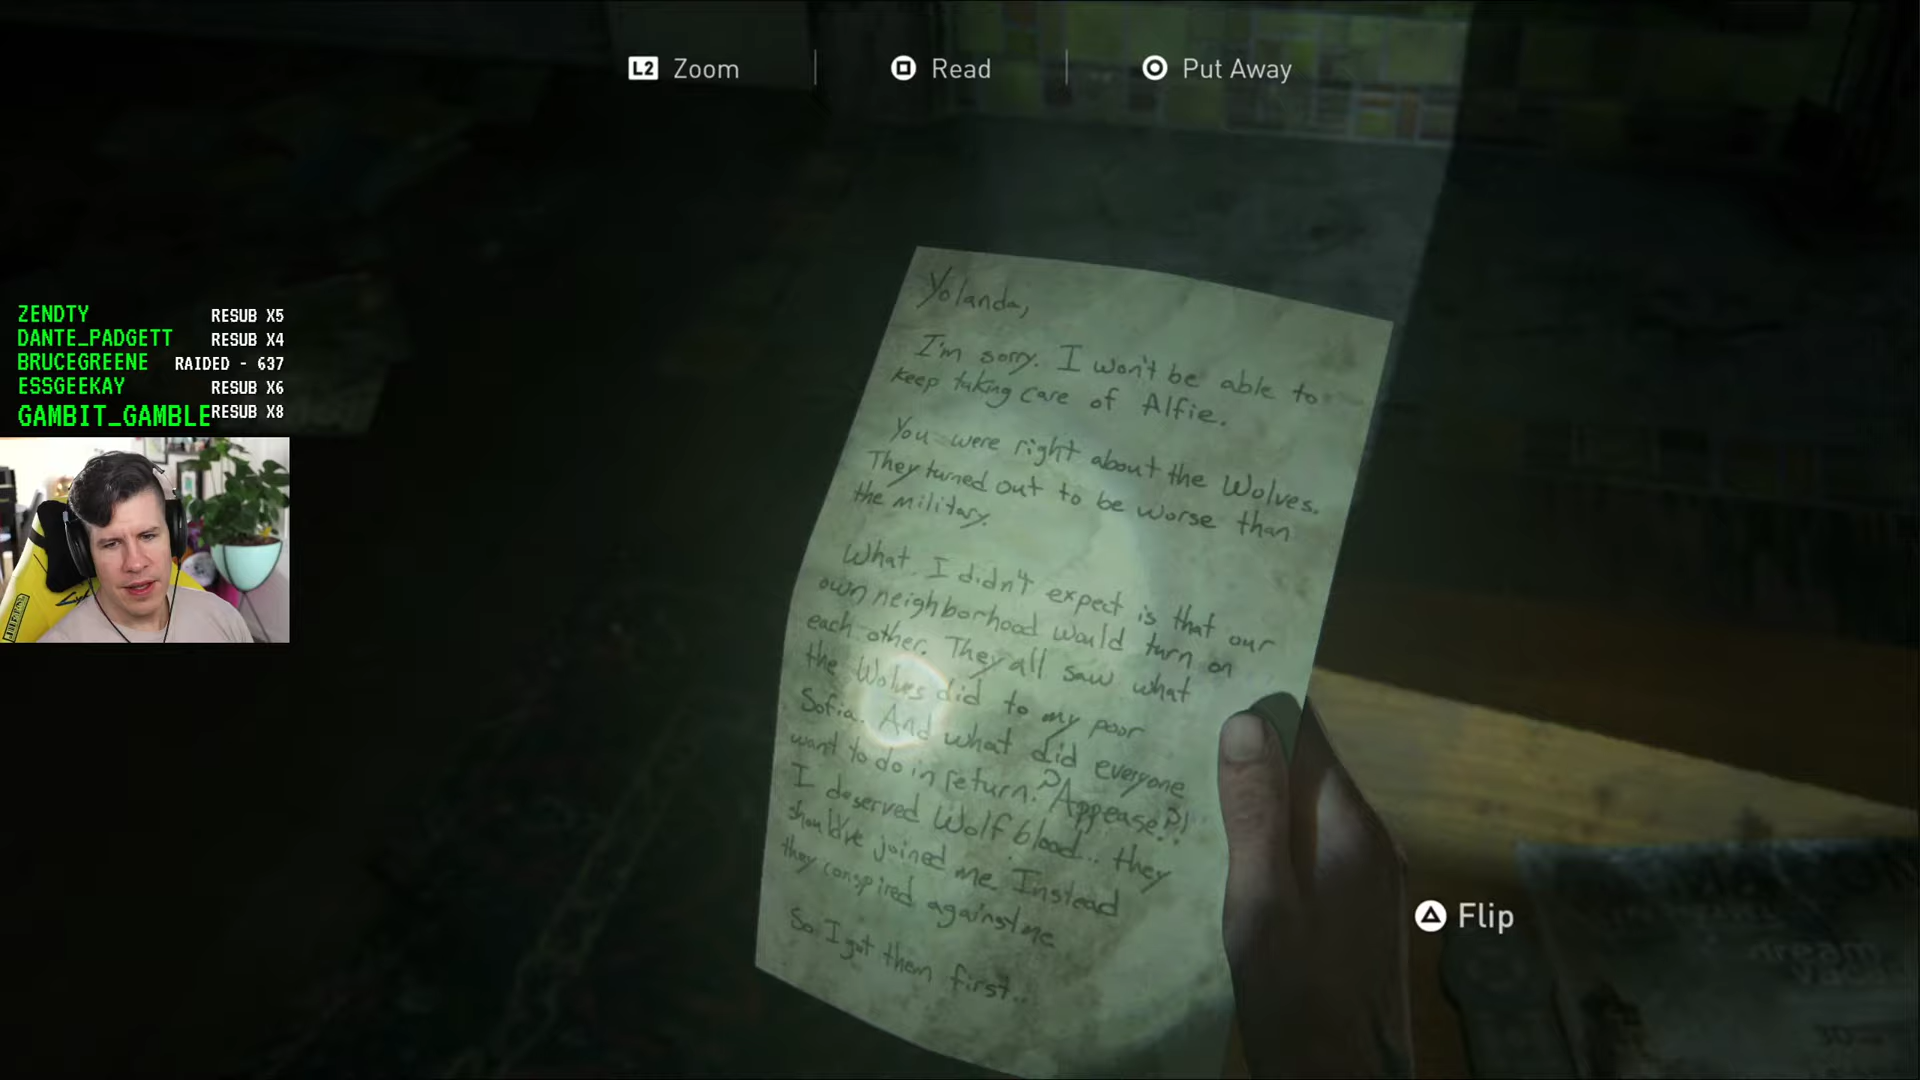 L2 Zoom
Read
Put Away
Yolanda,
I'm sorry. I won't be able to
keep taking care of Alfie.
You were right about the Wolves.
They turned out to be worse than
the military.
What I didn't expect is that our
own neighborhood would turn on
each other. They all saw what
the Wolves did to my poor
Sofia. And what did everyone
want to do in return? Appease?!
I deserved Wolf blood... they
should've joined me. Instead
they conspired against me
So I got them first...
Flip
ZENDTY RESUB X5
DANTE_PADGETT RESUB X4
BRUCEGREENE RAIDED - 637
ESSGEEKAY RESUB X6
GAMBIT_GAMBLE RESUB X8